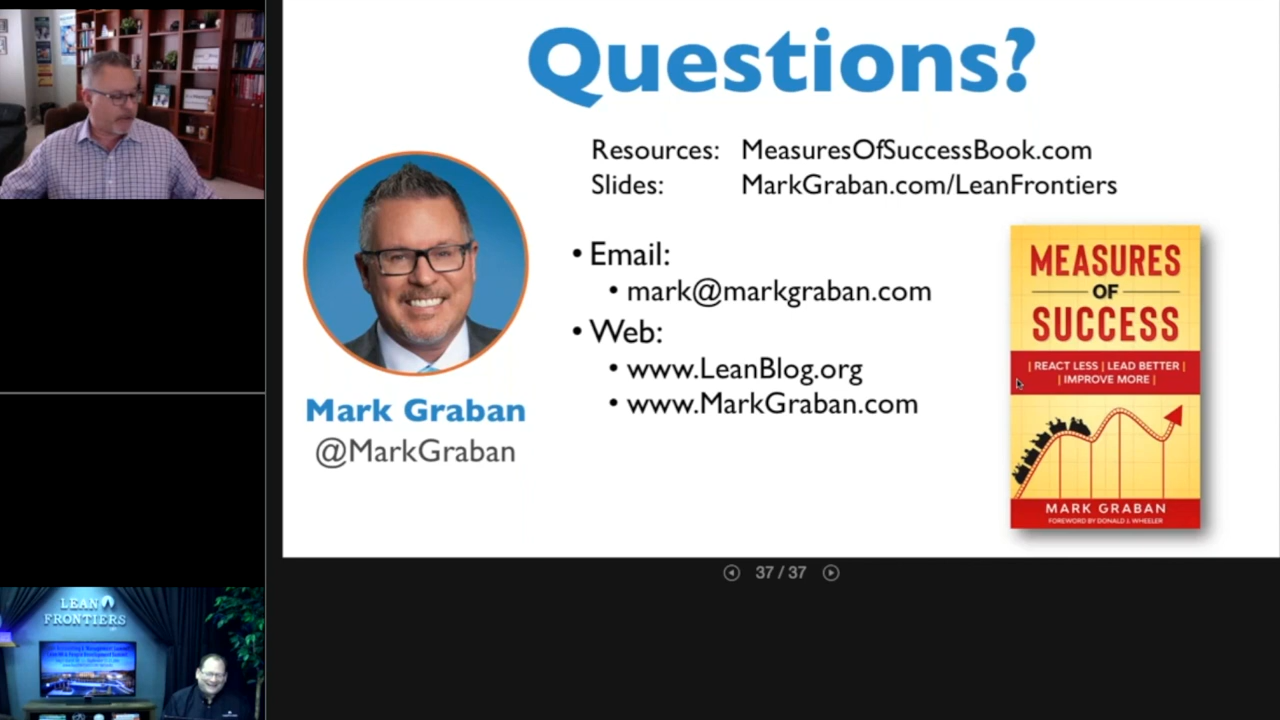 Questions?
Resources: MeasuresOfSuccessBook.com
Slides: MarkGraban.com/LeanFrontiers
• Email:
• mark@markgraban.com
• Web:
• www.LeanBlog.org
• www.MarkGraban.com
Mark Graban
@MarkGraban
MEASURES
OF
SUCCESS
| REACT LESS | LEAD BETTER |
| IMPROVE MORE |
MARK GRABAN
FOREWORD BY DONALD J. WHEELER
37 / 37
LEAN
FRONTIERS